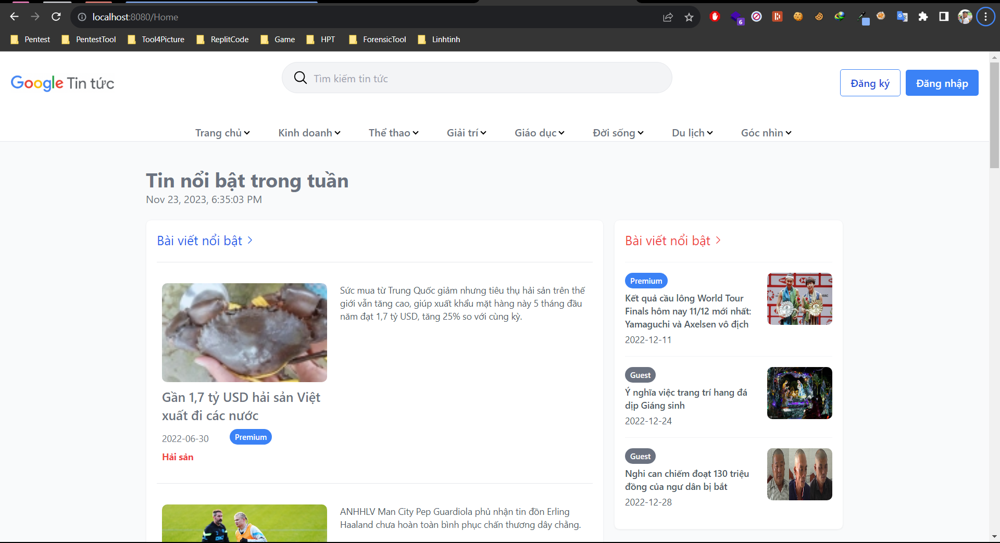 localhost:8080/Home
6
Pentest PentestTool Tool4Picture ReplitCode Game HPT ForensicTool Linhtinh
Google Tin tức
Tìm kiếm tin tức
Đăng ký Đăng nhập
Trang chủ Kinh doanh Thể thao Giải trí Giáo dục Đời sống Du lịch Góc nhìn
Tin nổi bật trong tuần
Nov 23, 2023, 6:35:03 PM
Bài viết nổi bật
Sức mua từ Trung Quốc giảm nhưng tiêu thụ hải sản trên thế
giới vẫn tăng cao, giúp xuất khẩu mặt hàng này 5 tháng đầu
năm đạt 1,7 tỷ USD, tăng 25% so với cùng kỳ.
Gần 1,7 tỷ USD hải sản Việt
xuất đi các nước
2022-06-30 Premium
Hải sản
ANHHLV Man City Pep Guardiola phủ nhận tin đồn Erling
Haaland chưa hoàn toàn bình phục chấn thương dây chằng.
Bài viết nổi bật
Premium
Kết quả cầu lông World Tour
Finals hôm nay 11/12 mới nhất:
Yamaguchi và Axelsen vô địch
2022-12-11
Guest
Ý nghĩa việc trang trí hang đá
dịp Giáng sinh
2022-12-24
Guest
Nghi can chiếm đoạt 130 triệu
đồng của ngư dân bị bắt
2022-12-28